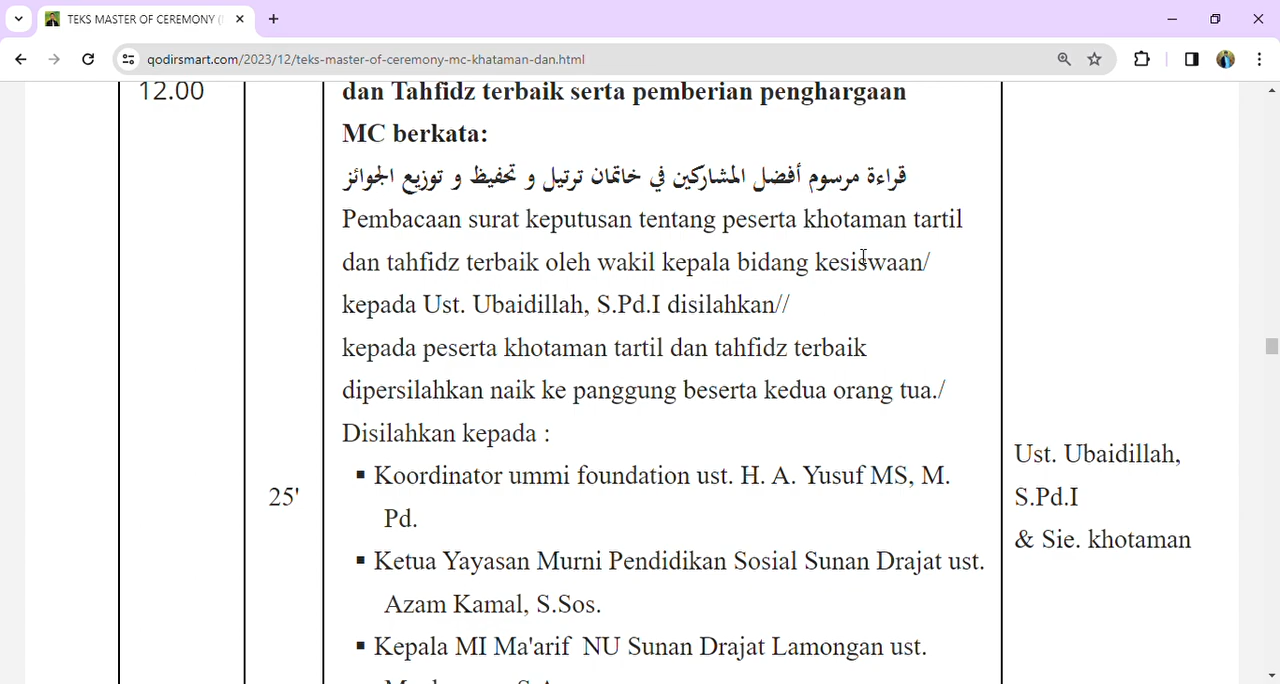 TEKS MASTER OF CEREMONY (
qodirsmart.com/2023/12/teks-master-of-ceremony-mc-khataman-dan.html
12.00
dan Tahfidz terbaik serta pemberian penghargaan
MC berkata:
قراءة مرسوم أفضل المشاركين في خاتمان ترتيل و تحفيظ و توزيع الجوائز
Pembacaan surat keputusan tentang peserta khotaman tartil
dan tahfidz terbaik oleh wakil kepala bidang kesiswaan/
kepada Ust. Ubaidillah, S.Pd.I disilahkan//
kepada peserta khotaman tartil dan tahfidz terbaik
dipersilahkan naik ke panggung beserta kedua orang tua./
Disilahkan kepada :
▪ Koordinator ummi foundation ust. H. A. Yusuf MS, M.
Pd.
▪ Ketua Yayasan Murni Pendidikan Sosial Sunan Drajat ust.
Azam Kamal, S.Sos.
▪ Kepala MI Ma'arif NU Sunan Drajat Lamongan ust.
25'
Ust. Ubaidillah,
S.Pd.I
& Sie. khotaman